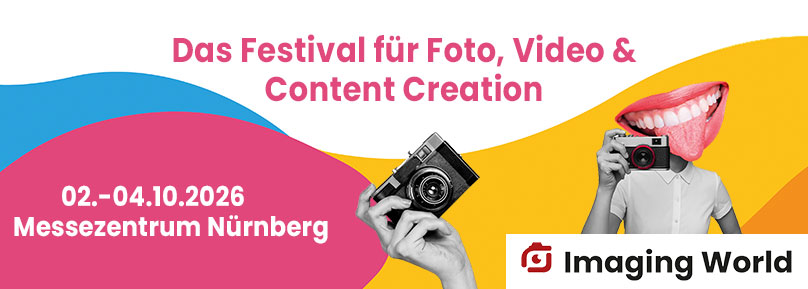 Das Festival für Foto, Video &
Content Creation
02.-04.10.2026
Messezentrum Nürnberg
Imaging World